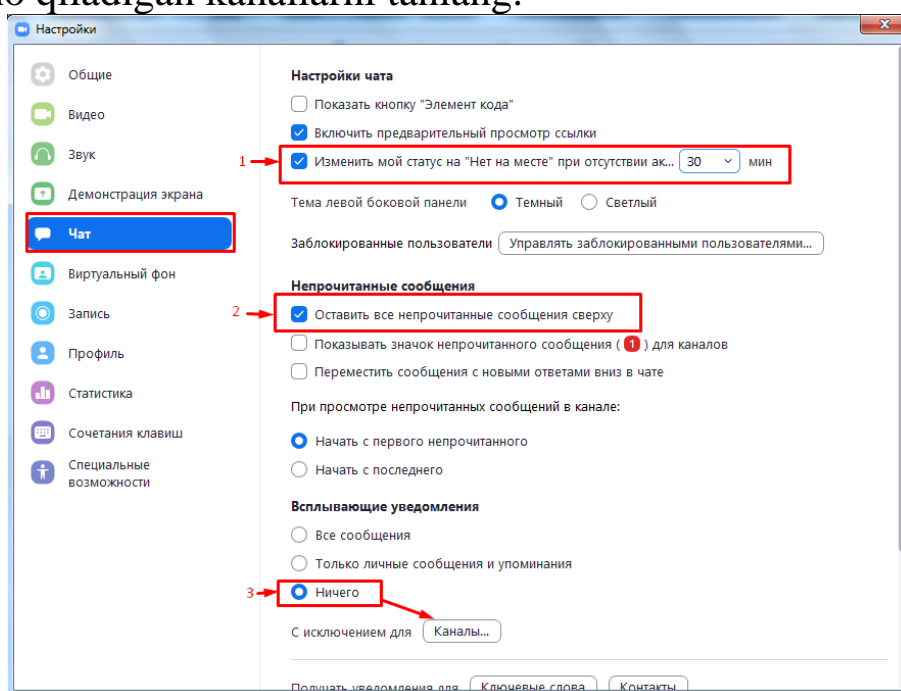 qiladigan kanallarni tanlang.
Настройки
Общие
Видео
Звук
Демонстрация экрана
Чат
Виртуальный фон
Запись
Профиль
Статистика
Сочетания клавиш
Специальные
возможности
Настройки чата
Показать кнопку "Элемент кода"
Включить предварительный просмотр ссылки
1 Изменить мой статус на "Нет на месте" при отсутствии ак... 30 мин
Тема левой боковой панели Темный Светлый
Заблокированные пользователи Управлять заблокированными пользователями...
Непрочитанные сообщения
2 Оставить все непрочитанные сообщения сверху
Показывать значок непрочитанного сообщения ( 1 ) для каналов
Переместить сообщения с новыми ответами вниз в чате
При просмотре непрочитанных сообщений в канале:
Начать с первого непрочитанного
Начать с последнего
Всплывающие уведомления
Все сообщения
Только личные сообщения и упоминания
3 Ничего
С исключением для Каналы...
Получать уведомления для Ключевые слова Контакты